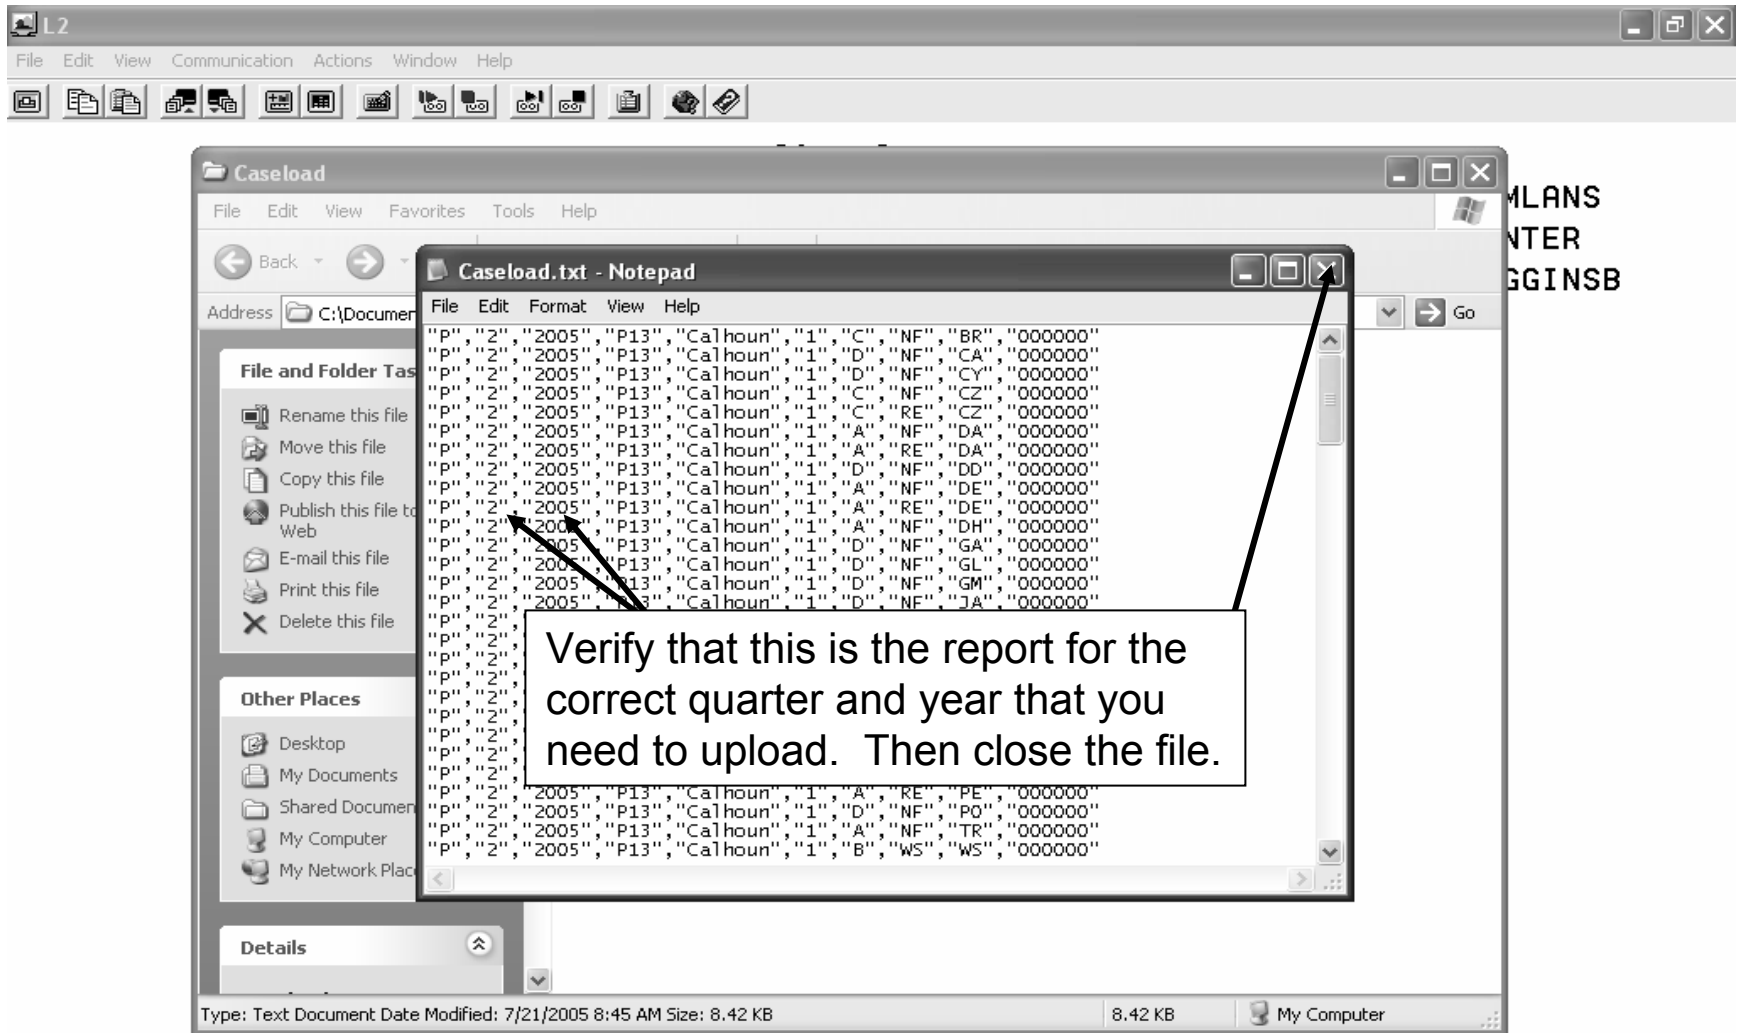 L2
File Edit View Communication Actions Window Help
MLANS
NTER
GGINSB
Caseload
File Edit View Favorites Tools Help
Back
Address C:\Documen
Go
File and Folder Tas
Rename this file
Move this file
Copy this file
Publish this file to
Web
E-mail this file
Print this file
Delete this file
Other Places
Desktop
My Documents
Shared Documen
My Computer
My Network Plac
Details
Caseload.txt - Notepad
File Edit Format View Help
"P","2","2005","P13","Calhoun","1","C","NF","BR","000000"
"P","2","2005","P13","Calhoun","1","D","NF","CA","000000"
"P","2","2005","P13","Calhoun","1","D","NF","CY","000000"
"P","2","2005","P13","Calhoun","1","C","NF","CZ","000000"
"P","2","2005","P13","Calhoun","1","C","RE","CZ","000000"
"P","2","2005","P13","Calhoun","1","A","NF","DA","000000"
"P","2","2005","P13","Calhoun","1","A","RE","DA","000000"
"P","2","2005","P13","Calhoun","1","D","NF","DD","000000"
"P","2","2005","P13","Calhoun","1","A","NF","DE","000000"
"P","2","2005","P13","Calhoun","1","A","RE","DE","000000"
"P","2","2005","P13","Calhoun","1","A","NF","DH","000000"
"P","2","2005","P13","Calhoun","1","D","NF","GA","000000"
"P","2","2005","P13","Calhoun","1","D","NF","GL","000000"
"P","2","2005","P13","Calhoun","1","D","NF","GM","000000"
"P","2","2005","P13","Calhoun","1","D","NF","JA","000000"
"P","2",
"P","2",
"P","2",
"P","2",
"P","2",
"P","2",
"P","2",
"P","2",
"P","2",
"P","2","2005","P13","Calhoun","1","A","RE","PE","000000"
"P","2","2005","P13","Calhoun","1","D","NF","PO","000000"
"P","2","2005","P13","Calhoun","1","A","NF","TR","000000"
"P","2","2005","P13","Calhoun","1","B","WS","WS","000000"
Verify that this is the report for the
correct quarter and year that you
need to upload. Then close the file.
Type: Text Document Date Modified: 7/21/2005 8:45 AM Size: 8.42 KB
8.42 KB
My Computer